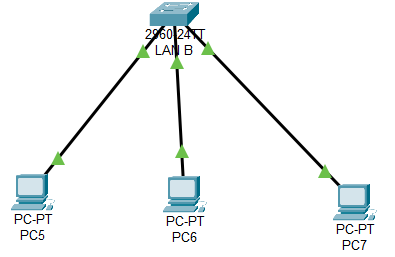 2960-24TT
LAN B
PC-PT
PC5
PC-PT
PC6
PC-PT
PC7